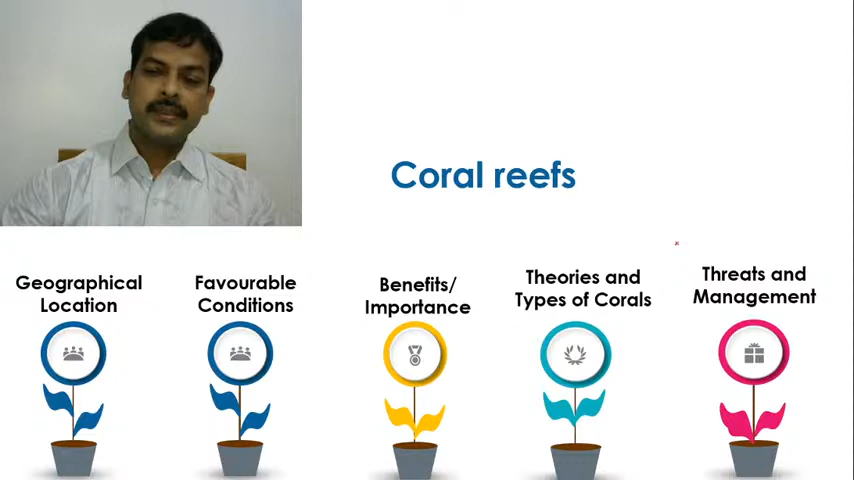 Coral reefs
Geographical
Location
Favourable
Conditions
Benefits/
Importance
Theories and
Types of Corals
Threats and
Management